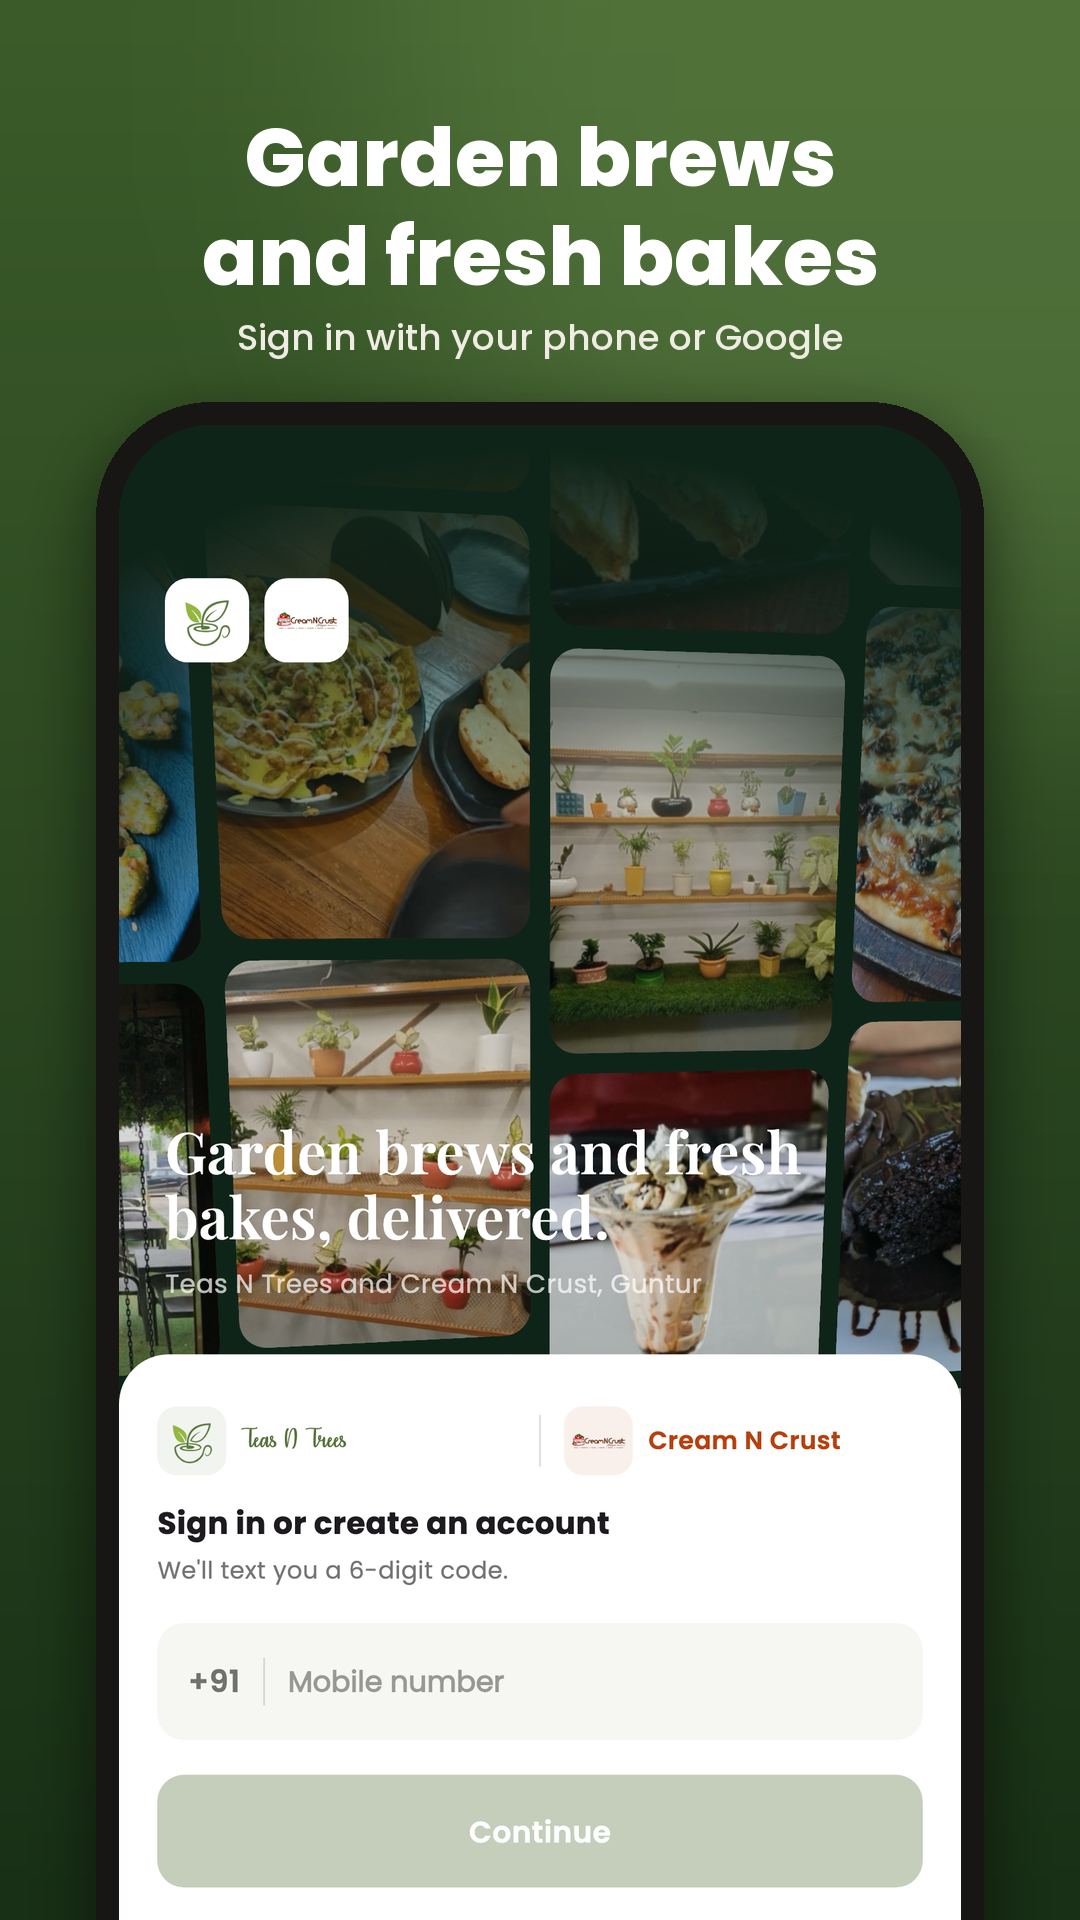 Garden brews
and fresh bakes
Sign in with your phone or Google
CreamNCrust
Garden brews and fresh
bakes, delivered.
Teas N Trees and Cream N Crust, Guntur
Teas N Trees
CreamNCrust
Cream N Crust
Sign in or create an account
We'll text you a 6-digit code.
+91 Mobile number
Continue